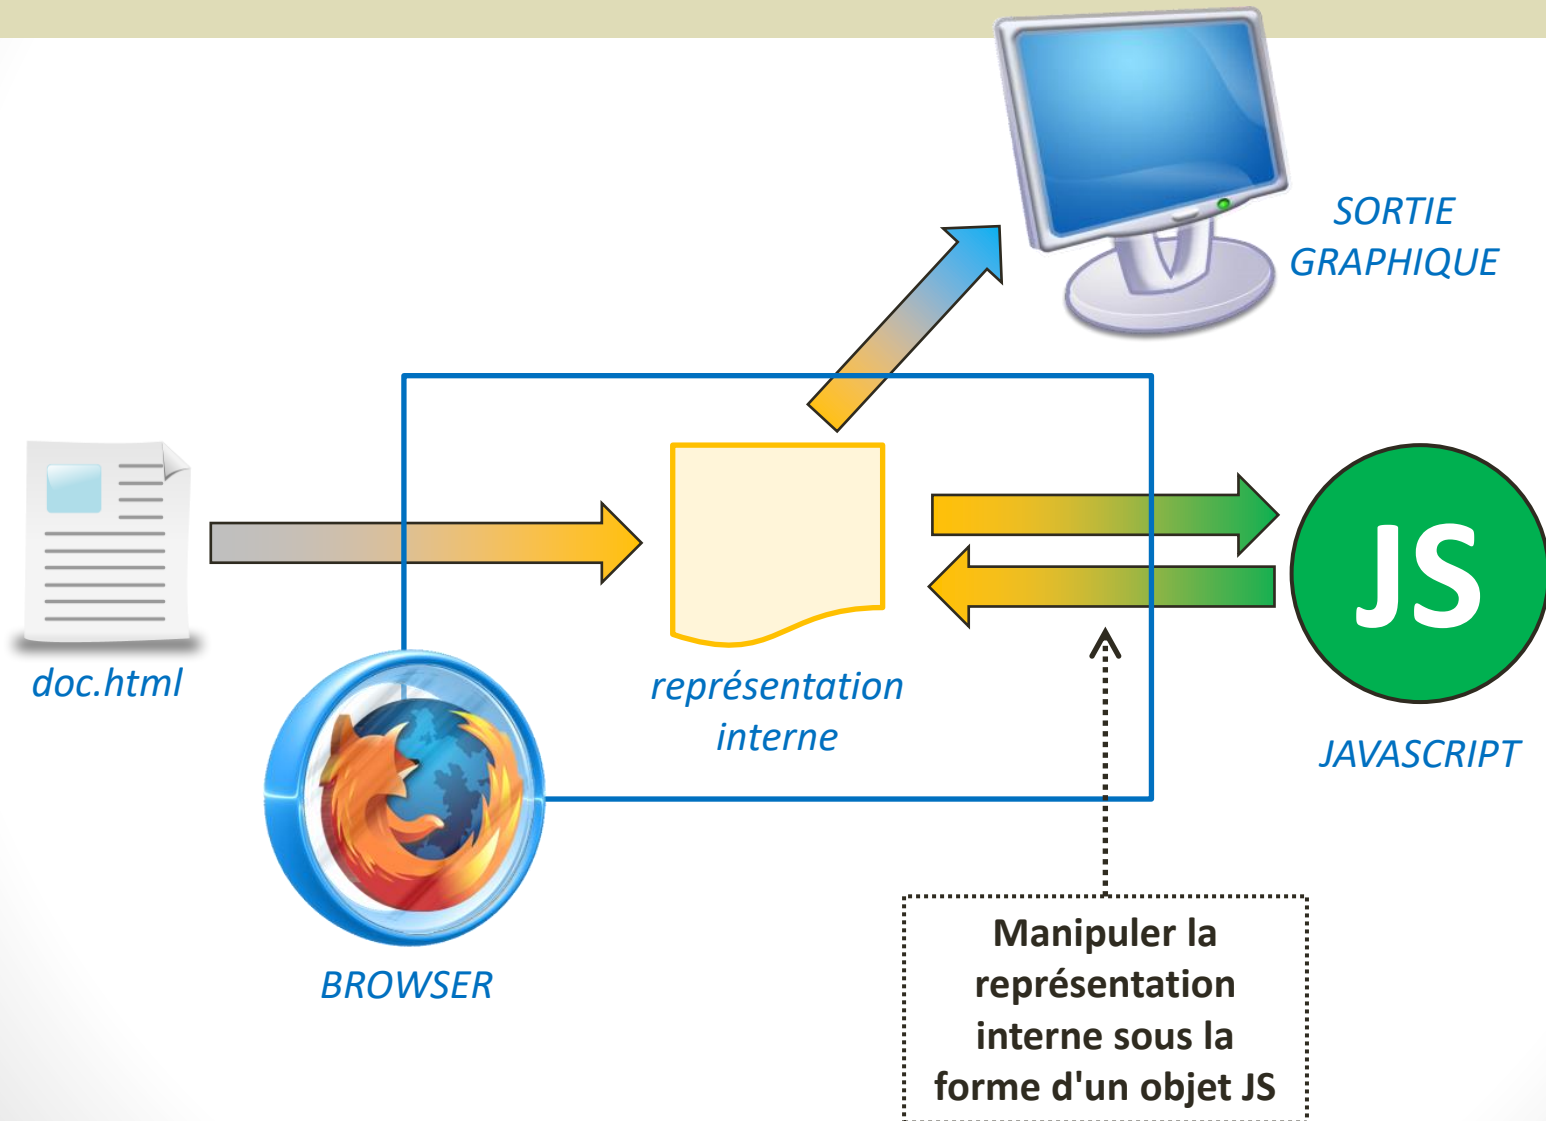 SORTIE
GRAPHIQUE
JS
doc.html
représentation
interne
JAVASCRIPT
BROWSER
Manipuler la
représentation
interne sous la
forme d'un objet JS